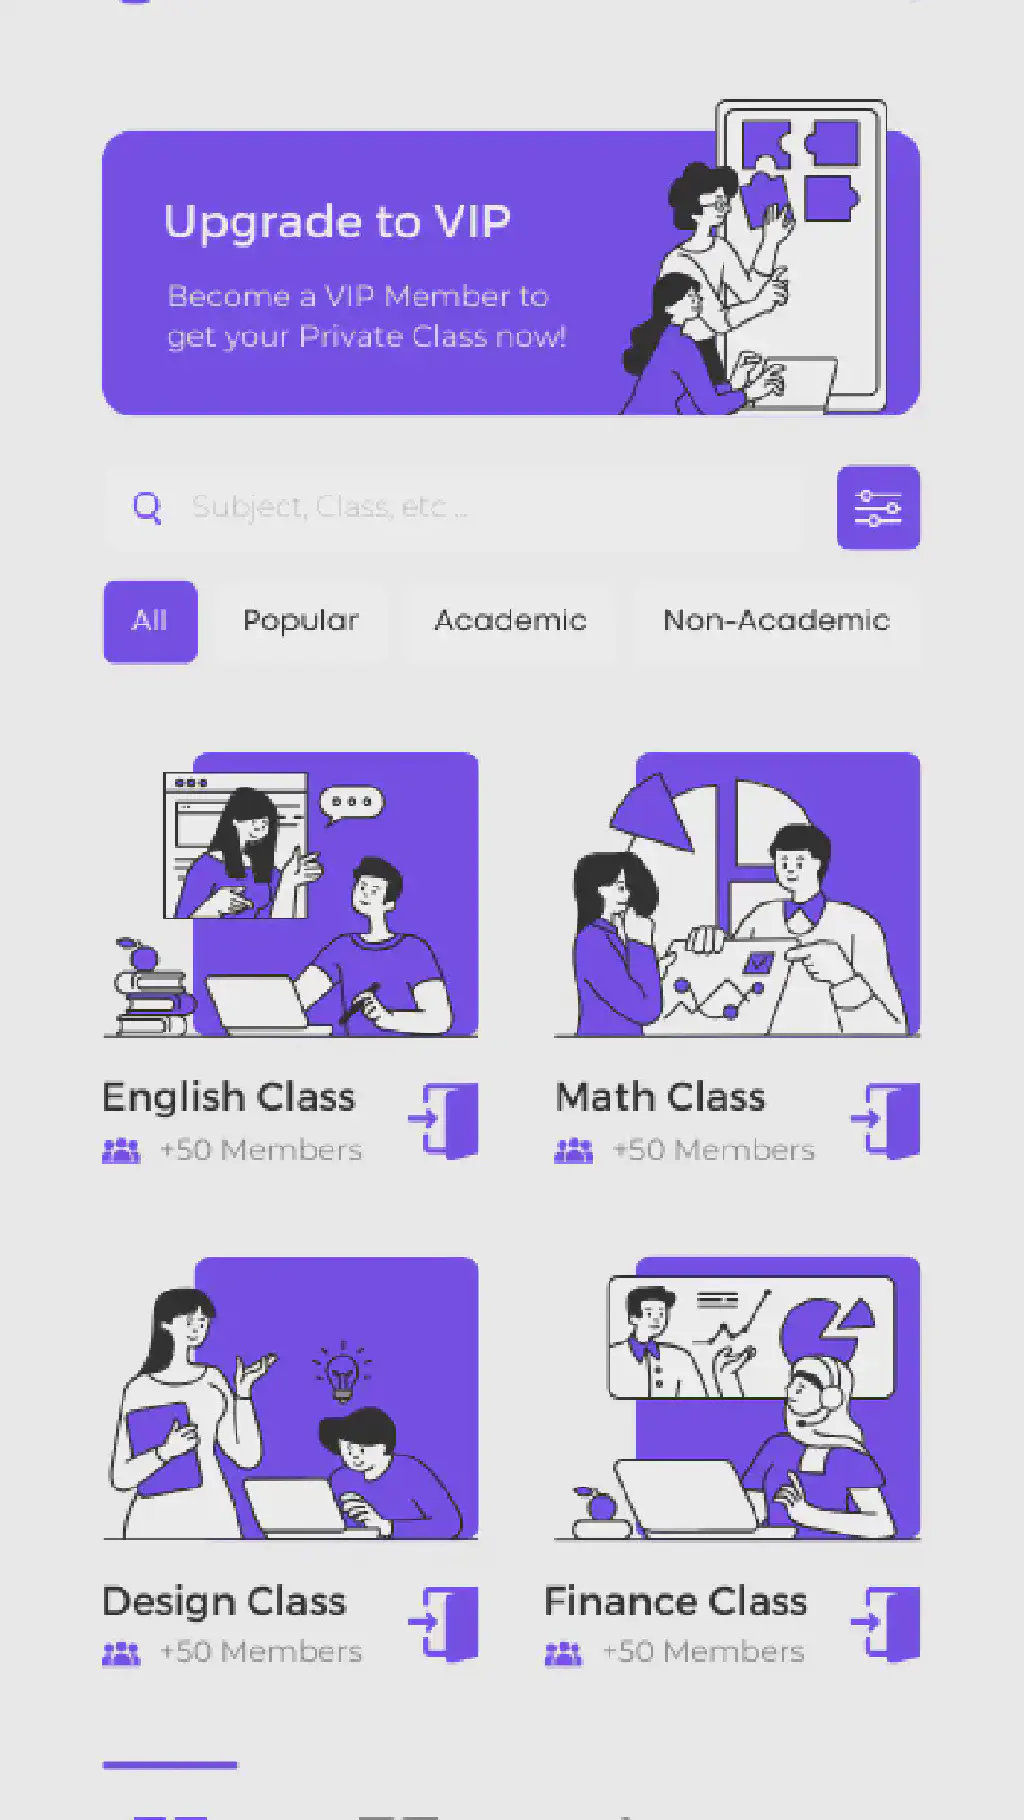 Upgrade to VIP
Become a VIP Member to
get your Private Class now!
Subject, Class, etc ...
All
Popular
Academic
Non-Academic
English Class
+50 Members
Math Class
+50 Members
Design Class
+50 Members
Finance Class
+50 Members